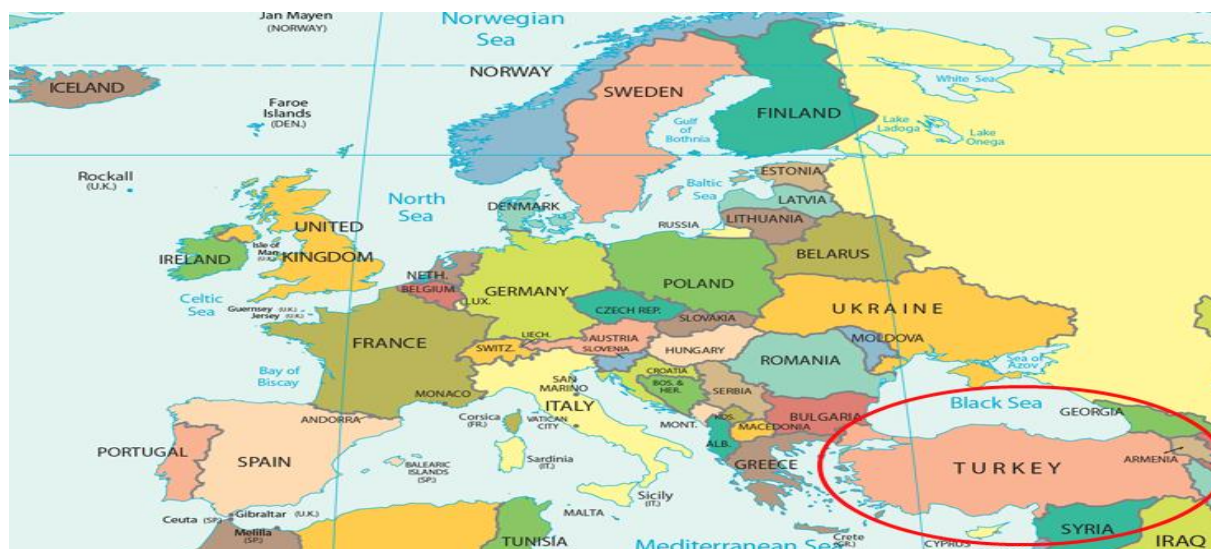 Jan Mayen
(NORWAY)
Norwegian
Sea
ICELAND
NORWAY
SWEDEN
FINLAND
White Sea
Faroe
Islands
(DEN.)
Gulf
of
Bothnia
Lake
Ladoga
Lake
Onega
Rockall
(U.K.)
North
Sea
ESTONIA
Baltic
Sea
LATVIA
DENMARK
LITHUANIA
RUSSIA
UNITED
KINGDOM
Isle of
Man
(U.K.)
IRELAND
BELARUS
NETH.
BELGIUM
LUX.
GERMANY
POLAND
Celtic
Sea
Guernsey (U.K.)
Jersey (U.K.)
CZECH REP.
UKRAINE
SLOVAKIA
FRANCE
LIECH.
SWITZ.
AUSTRIA
SLOVENIA
HUNGARY
MOLDOVA
ROMANIA
Sea of
Azov
Bay of
Biscay
CROATIA
BOS. &
HER.
SERBIA
SAN
MARINO
MONACO
ITALY
ANDORRA
Corsica
(FR.)
VATICAN
CITY
MONT.
KOS.
BULGARIA
MACEDONIA
Black Sea
GEORGIA
PORTUGAL
SPAIN
BALEARIC
ISLANDS
(SP.)
Sardinia
(IT.)
ALB.
GREECE
TURKEY
ARMENIA
Sicily
(IT.)
Ceuta (SP.)
Gibraltar (U.K.)
Melilla
(SP.)
MALTA
TUNISIA
Crete
(GR.)
CYPRUS
SYRIA
IRAQ
Mediterranean Sea